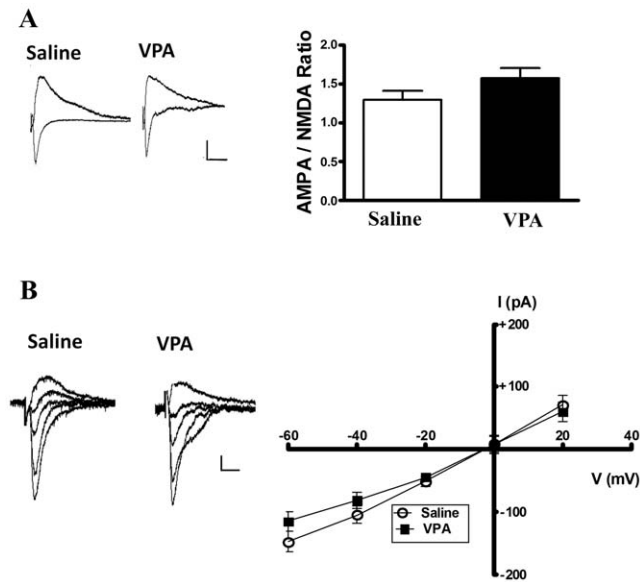 A
Saline
VPA
AMPA / NMDA Ratio
2.0
1.5
1.0
0.5
0.0
Saline
VPA
B
Saline
VPA
I (pA)
+200
+100
-60
-40
-20
0
20
40
V (mV)
Saline
VPA
-100
-200